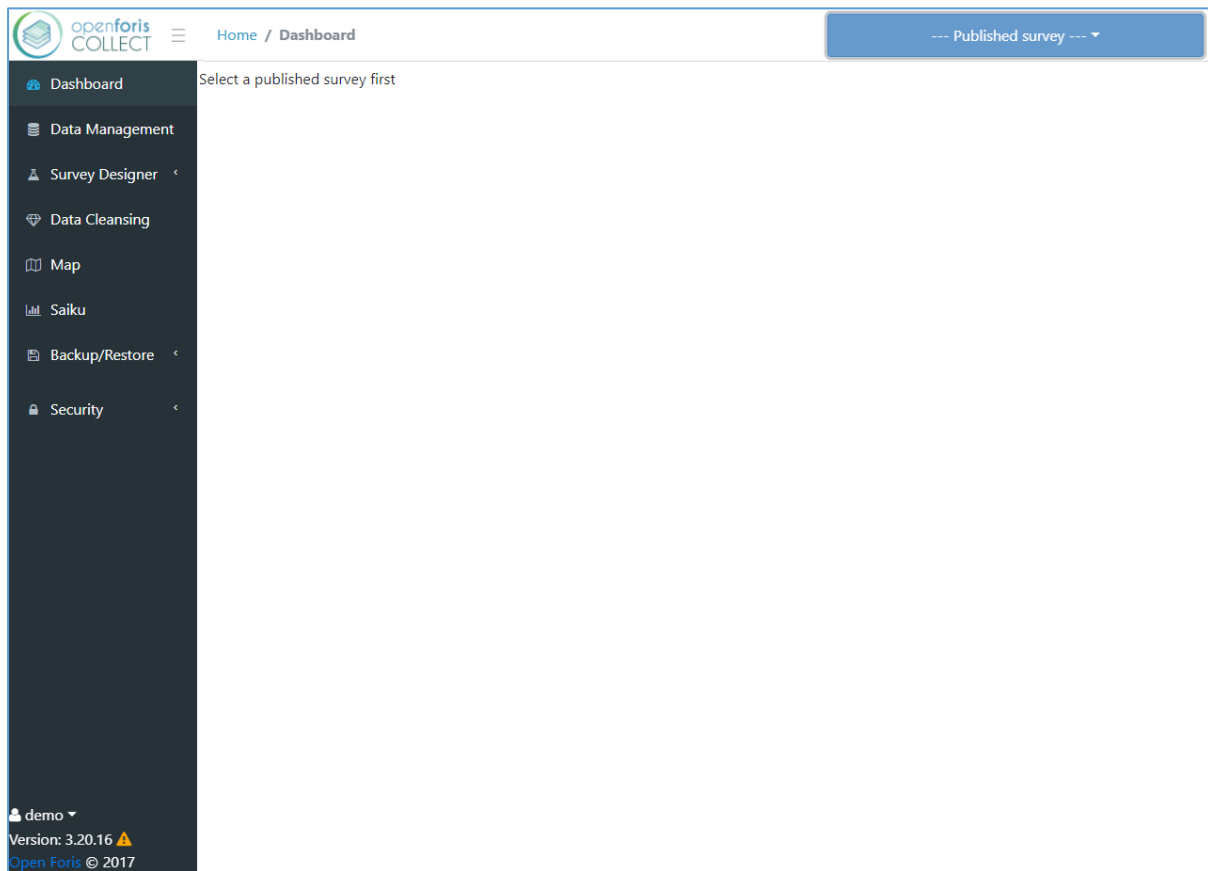 openforis
COLLECT
Home / Dashboard
--- Published survey ---
Dashboard
Select a published survey first
Data Management
Survey Designer
Data Cleansing
Map
Saiku
Backup/Restore
Security
demo
Version: 3.20.16
Open Foris © 2017